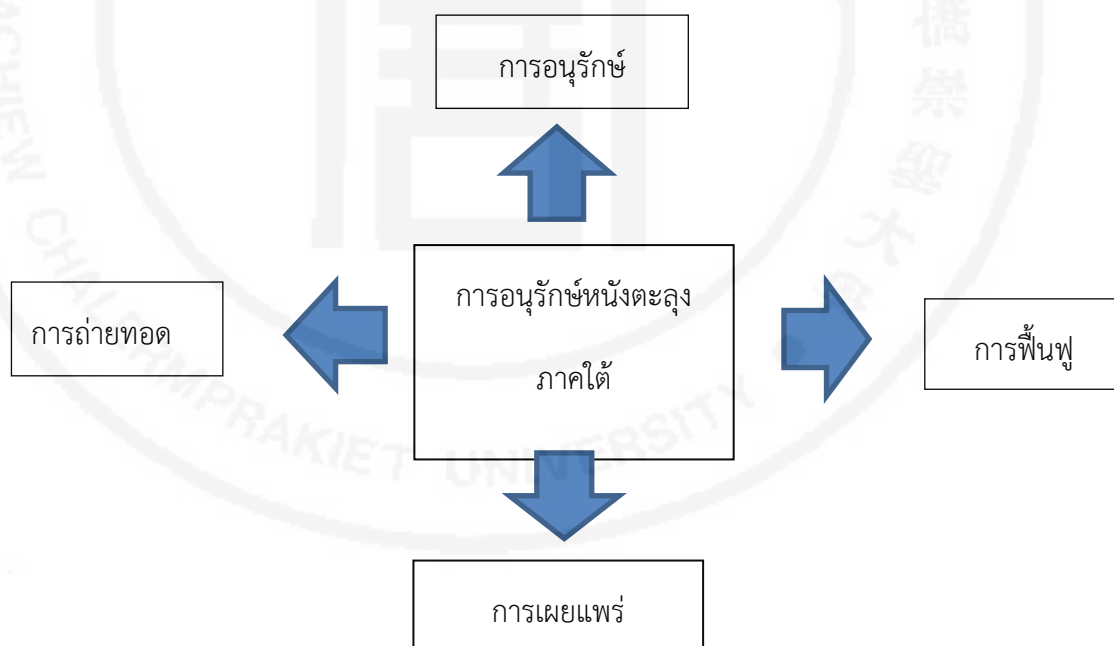 การอนุรักษ์
การอนุรักษ์หนังตะลุง
ภาคใต้
การถ่ายทอด
การฟื้นฟู
การเผยแพร่
CHALERMPRAKIET UNIVERSITY